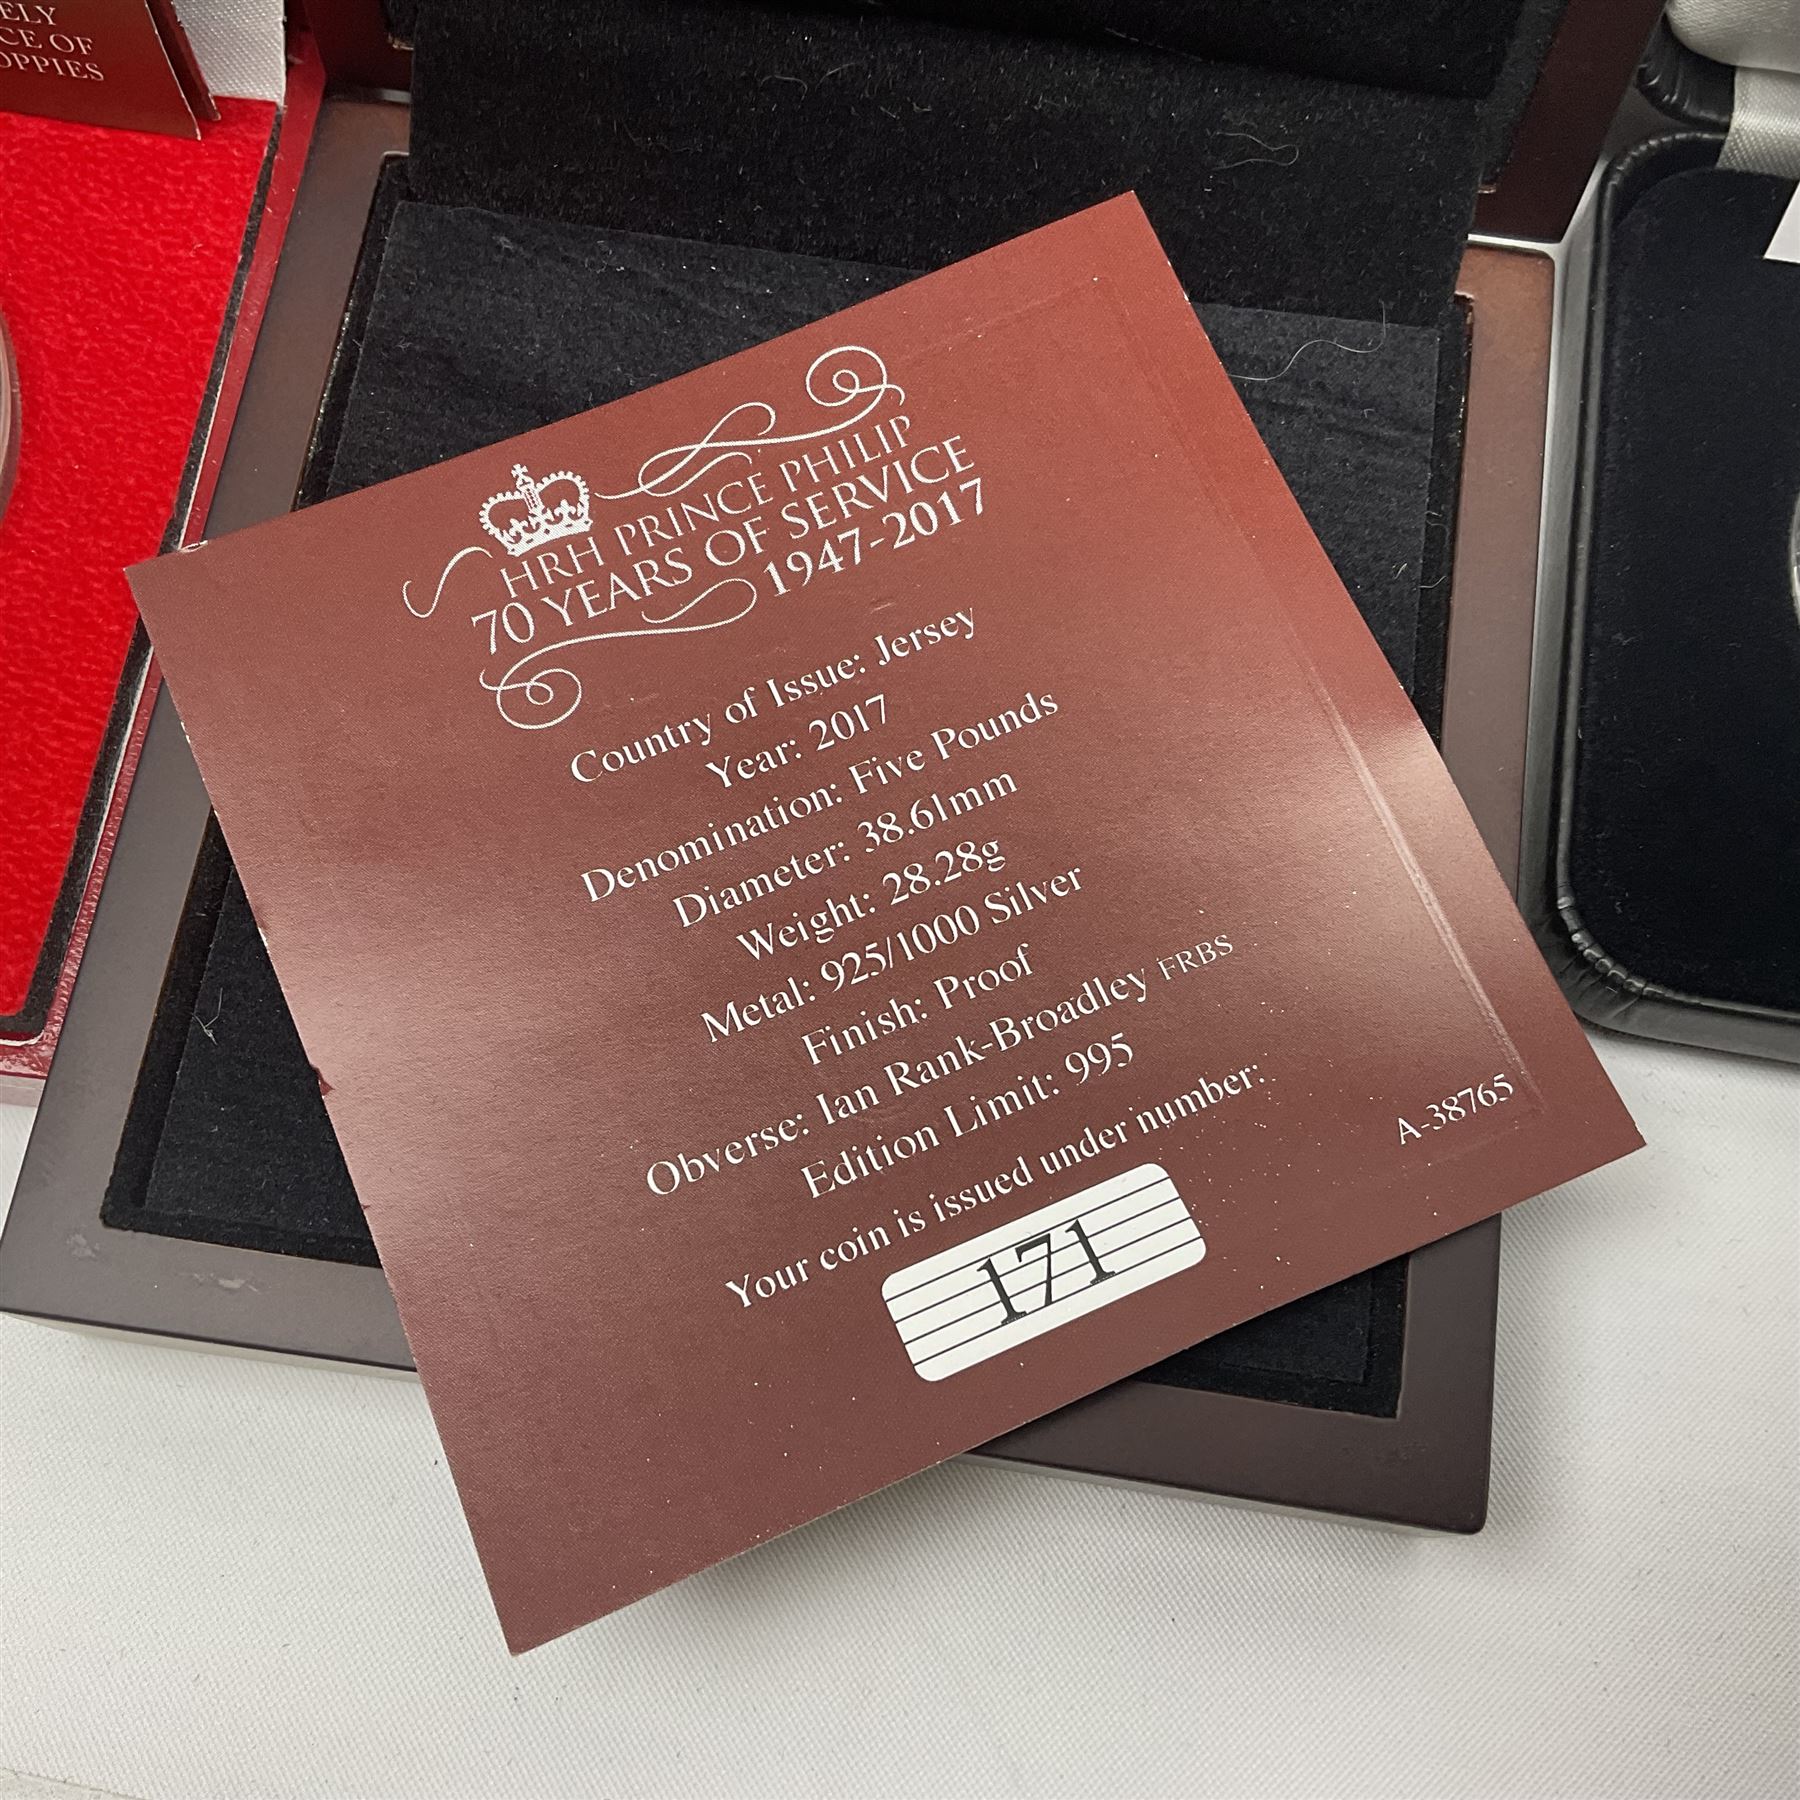 ELY
CE OF
OPPIES
HRH PRINCE PHILIP
70 YEARS OF SERVICE
1947-2017
Country of Issue: Jersey
Year: 2017
Denomination: Five Pounds
Diameter: 38.61mm
Weight: 28.28g
Metal: 925/1000 Silver
Finish: Proof
Obverse: Ian Rank-Broadley FRBS
Edition Limit: 995
Your coin is issued under number:
171
A-38765